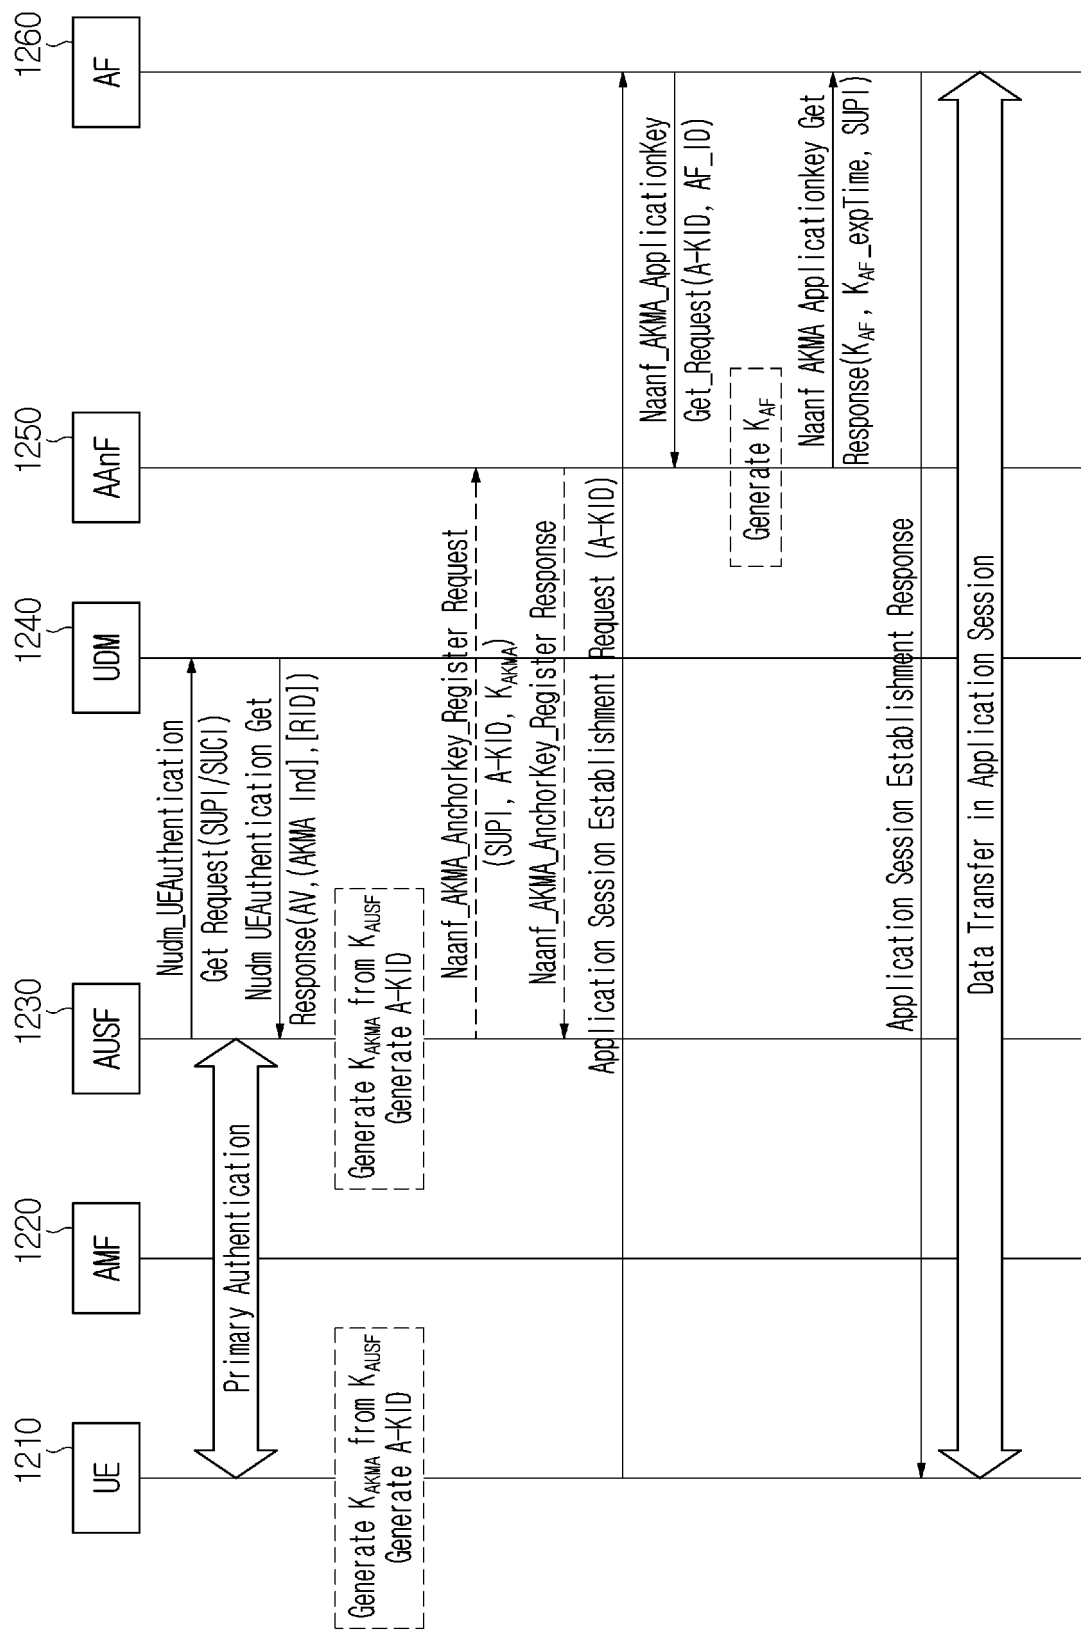 1210
1220
1230
1240
1250
1260
UE
AMF
AUSF
UDM
AAnF
AF
Nudm_UEAuthentication
Get Request(SUPI/SUCI)
Primary Authentication
Nudm UEAuthentication Get
Response(AV,(AKMA Ind],[RID])
Generate KAKMA from KAUSF
Generate A-KID
Generate KAKMA from KAUSF
Generate A-KID
Naanf_AKMA_AnchorKey_Register Request
(SUPI, A-KID, KAKMA)
Naanf_AKMA_AnchorKey_Register Response
Application Session Establishment Request (A-KID)
Naanf_AKMA_ApplicationKey
Get_Request(A-KID, AF_ID)
Generate KAF
Naanf AKMA ApplicationKey Get
Response(KAF, KAF_expTime, SUPI)
Application Session Establishment Response
Data Transfer in Application Session